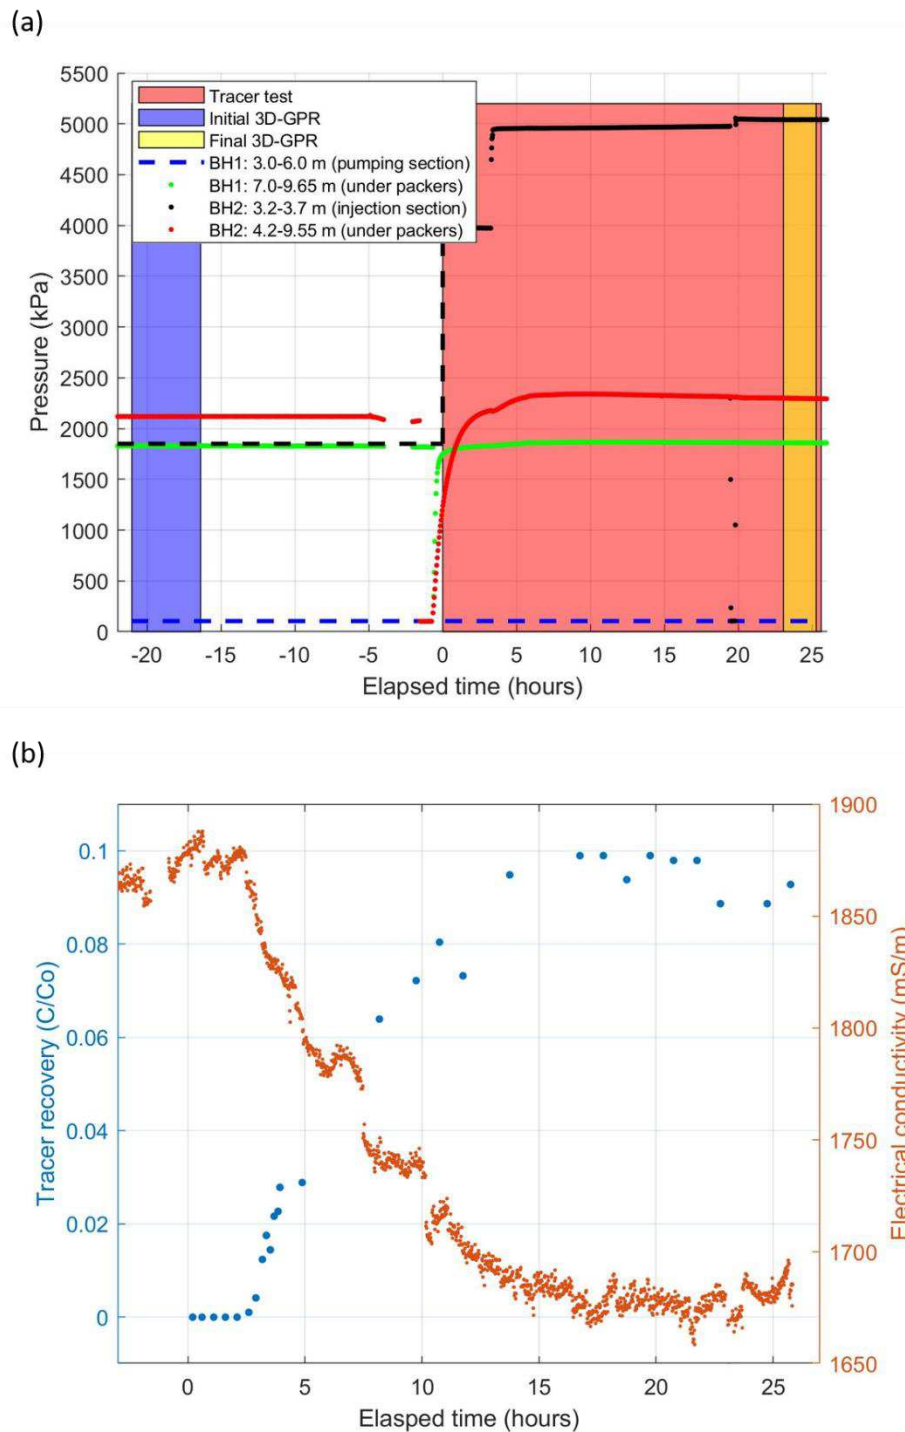 (a)
5500
5000
4500
4000
3500
3000
2500
2000
1500
1000
500
0
Pressure (kPa)
Tracer test
Initial 3D-GPR
Final 3D-GPR
BH1: 3.0-6.0 m (pumping section)
BH1: 7.0-9.65 m (under packers)
BH2: 3.2-3.7 m (injection section)
BH2: 4.2-9.55 m (under packers)
-20 -15 -10 -5 0 5 10 15 20 25
Elapsed time (hours)
(b)
0.1
0.08
0.06
0.04
0.02
0
Tracer recovery (C/Co)
1900
1850
1800
1750
1700
1650
Electrical conductivity (mS/m)
0 5 10 15 20 25
Elasped time (hours)